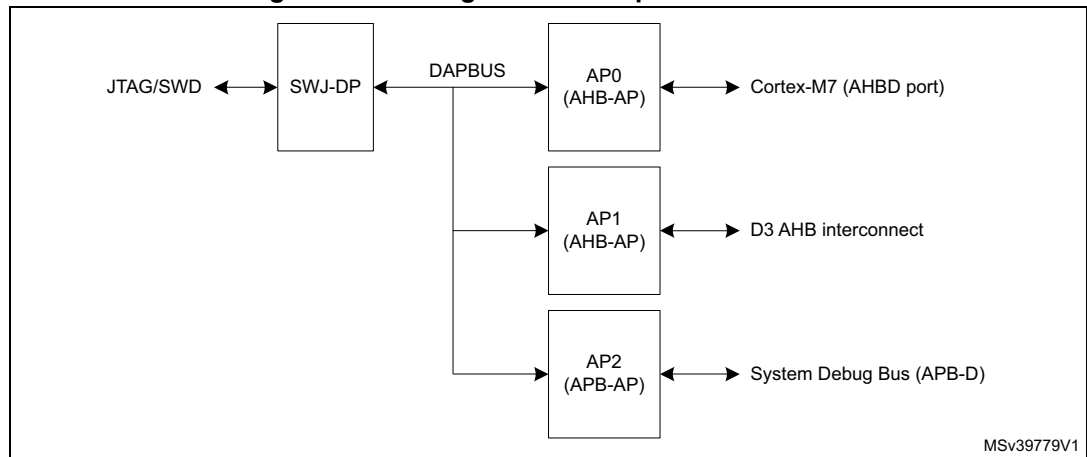 JTAG/SWD
SWJ-DP
DAPBUS
AP0
(AHB-AP)
Cortex-M7 (AHBD port)
AP1
(AHB-AP)
D3 AHB interconnect
AP2
(APB-AP)
System Debug Bus (APB-D)
MSv39779V1